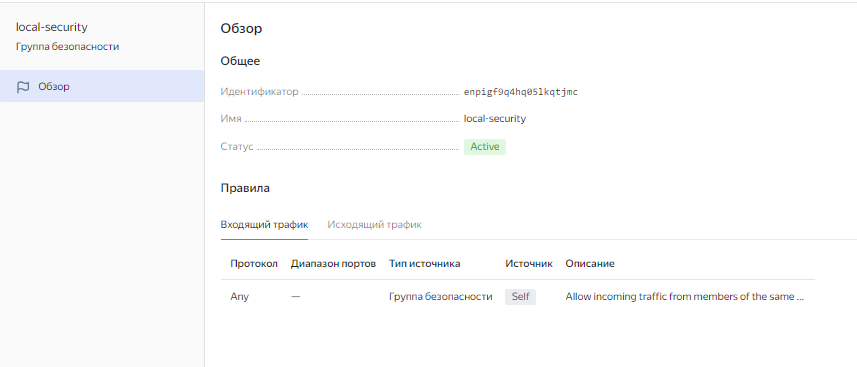 local-security
Группа безопасности
Обзор
Обзор
Общее
Идентификатор enpigf9q4hq05lkqtjmc
Имя local-security
Статус Active
Правила
Входящий трафик Исходящий трафик
Протокол Диапазон портов Тип источника Источник Описание
Any — Группа безопасности Self Allow incoming traffic from members of the same ...